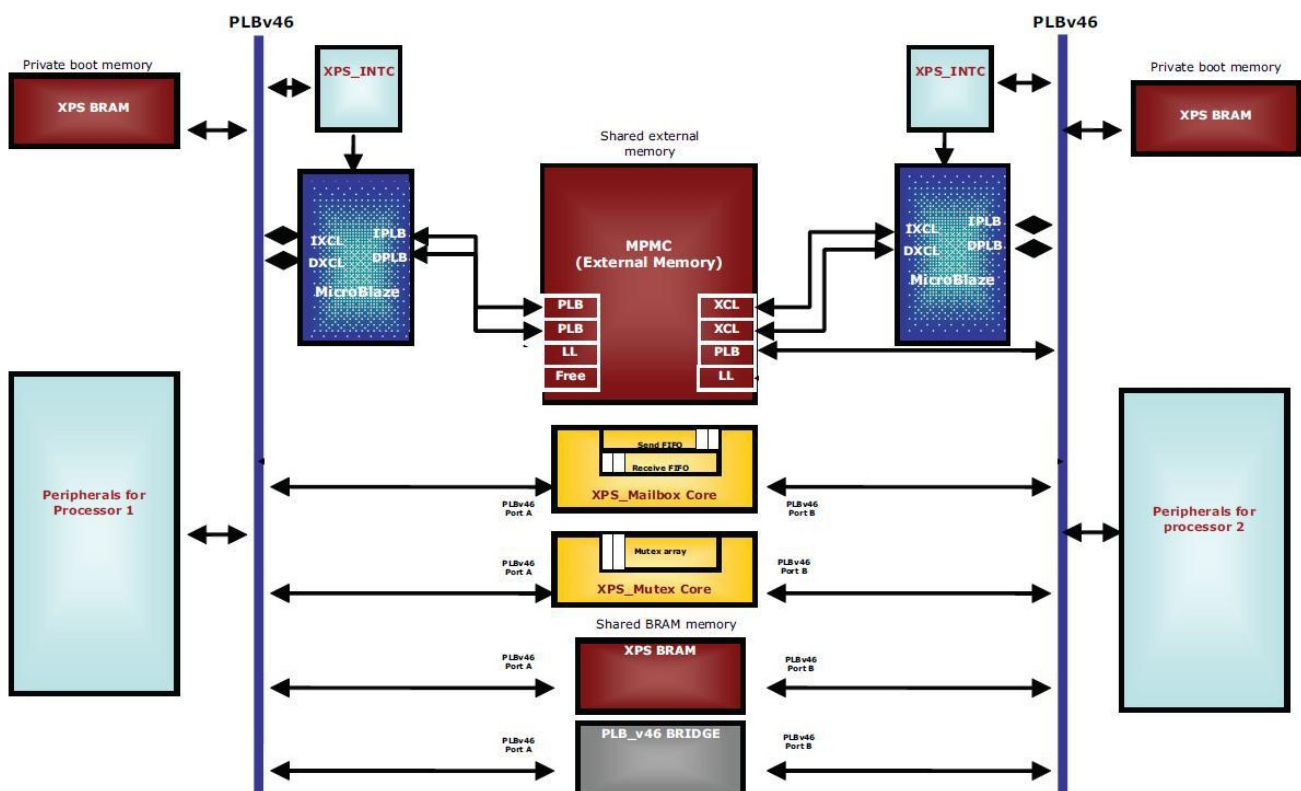 PLBv46
PLBv46
Private boot memory
XPS BRAM
XPS_INTC
XPS_INTC
Private boot memory
XPS BRAM
Shared external
memory
MPMC
(External Memory)
IXCL
IPLB
DXCL
DPLB
MicroBlaze
IXCL
IPLB
DXCL
DPLB
MicroBlaze
PLB
XCL
PLB
XCL
LL
PLB
Free
LL
Peripherals for
Processor 1
Send FIFO
Receive FIFO
XPS_Mailbox Core
PLBv46
Port A
PLBv46
Port B
Peripherals for
processor 2
Mutex array
XPS_Mutex Core
PLBv46
Port A
PLBv46
Port B
Shared BRAM memory
XPS BRAM
PLBv46
Port A
PLBv46
Port B
PLB_v46 BRIDGE
PLBv46
Port A
PLBv46
Port B